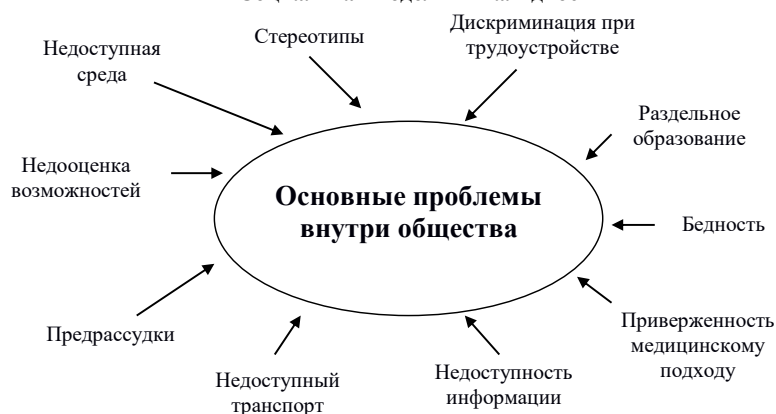 Стереотипы
Дискриминация при
трудоустройстве
Недоступная
среда
Раздельное
образование
Недооценка
возможностей
Основные проблемы
внутри общества
Бедность
Предрассудки
Приверженность
медицинскому
подходу
Недоступный
транспорт
Недоступность
информации